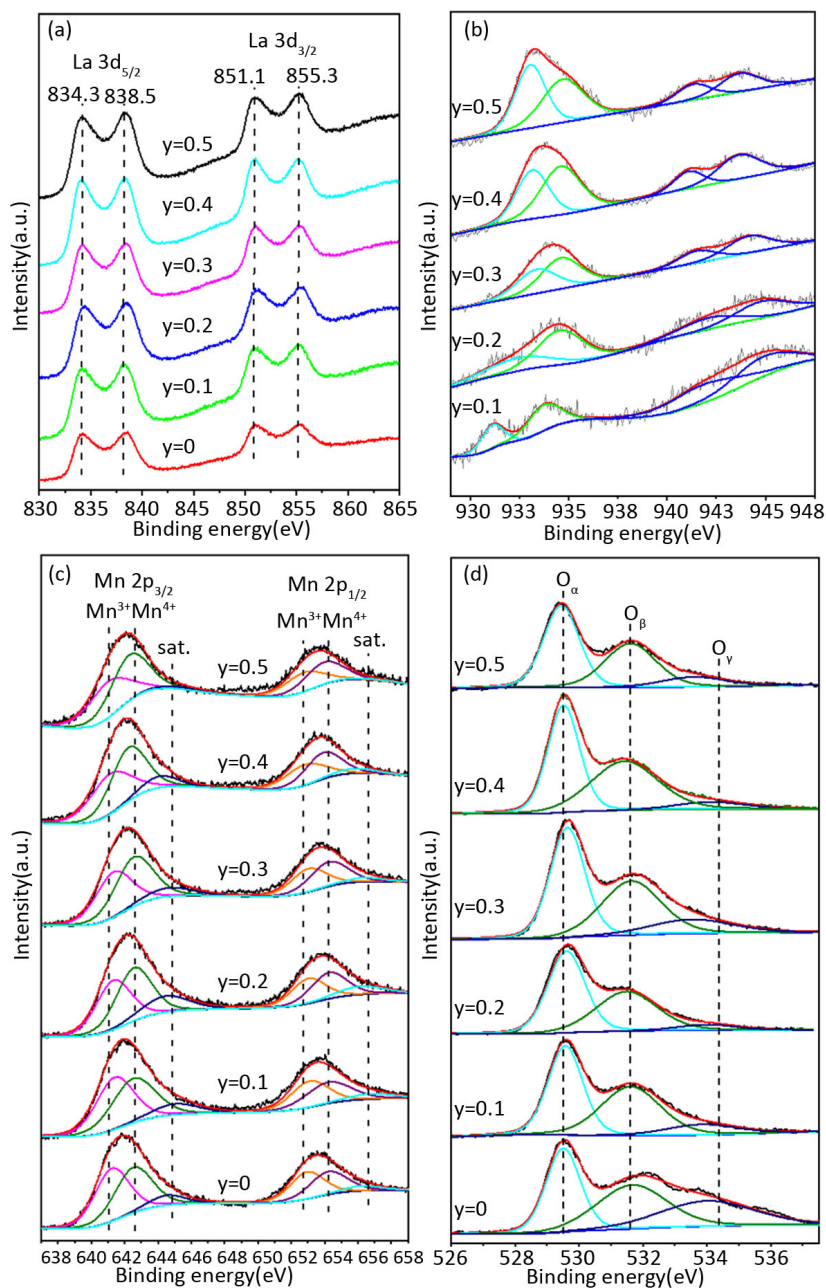 (a)
La 3d5/2
La 3d3/2
834.3 838.5
851.1 855.3
y=0.5
y=0.4
y=0.3
y=0.2
y=0.1
y=0
Intensity(a.u.)
830 835 840 845 850 855 860 865
Binding energy(eV)
(b)
y=0.5
y=0.4
y=0.3
y=0.2
y=0.1
Intensity(a.u.)
930 933 935 938 940 943 945 948
Binding energy(eV)
(c)
Mn 2p3/2
Mn 2p1/2
Mn3+Mn4+
Mn3+Mn4+
sat.
sat.
y=0.5
y=0.4
y=0.3
y=0.2
y=0.1
y=0
Intensity(a.u.)
638 640 642 644 646 648 650 652 654 656 658
Binding energy(eV)
(d)
Oα
Oβ
Oγ
y=0.5
y=0.4
y=0.3
y=0.2
y=0.1
y=0
Intensity(a.u.)
526 528 530 532 534 536
Binding energy(eV)